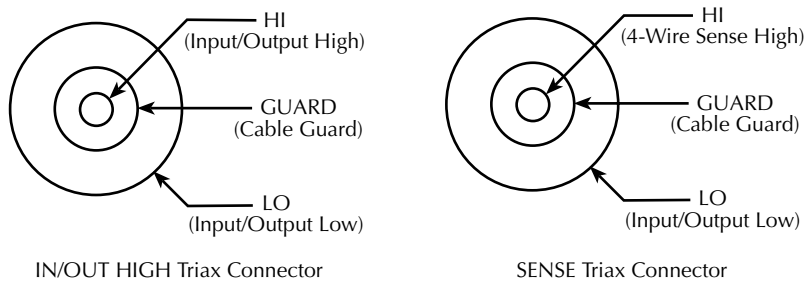 HI
(Input/Output High)
GUARD
(Cable Guard)
LO
(Input/Output Low)
IN/OUT HIGH Triax Connector
HI
(4-Wire Sense High)
GUARD
(Cable Guard)
LO
(Input/Output Low)
SENSE Triax Connector